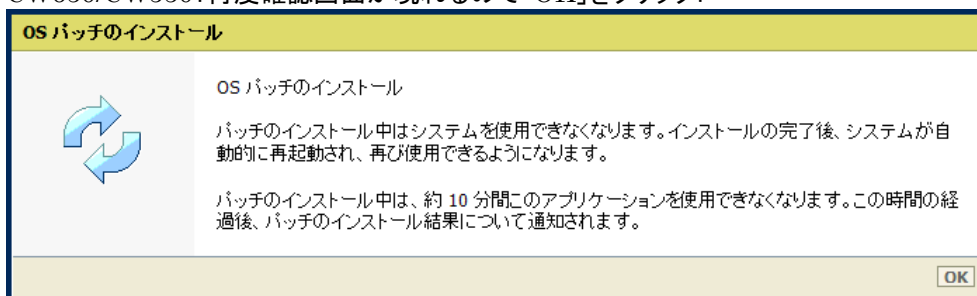 OS パッチのインストール
OS パッチのインストール
パッチのインストール中はシステムを使用できなくなります。インストールの完了後、システムが自
動的に再起動され、再び使用できるようになります。
パッチのインストール中は、約 10 分間このアプリケーションを使用できなくなります。この時間の経
過後、パッチのインストール結果について通知されます。
OK